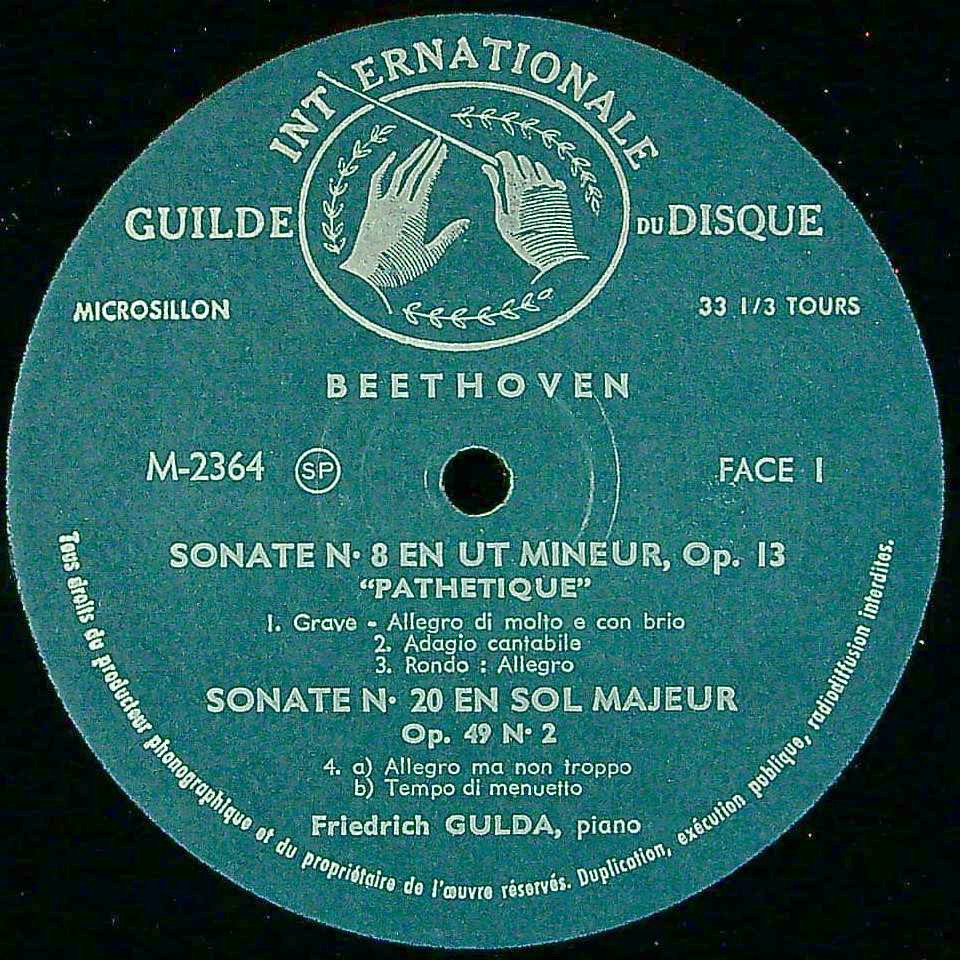 INTERNATIONALE
GUILDE DU DISQUE
MICROSILLON 33 1/3 TOURS
BEETHOVEN
M-2364 SP FACE 1
SONATE N· 8 EN UT MINEUR, Op. 13
"PATHETIQUE"
1. Grave - Allegro di molto e con brio
2. Adagio cantabile
3. Rondo : Allegro
SONATE N· 20 EN SOL MAJEUR
Op. 49 N· 2
4. a) Allegro ma non troppo
b) Tempo di menuetto
Friedrich GULDA, piano
Tous droits du producteur phonographique et du propriétaire de l'œuvre réservés. Duplication, exécution publique, radiodiffusion interdites.